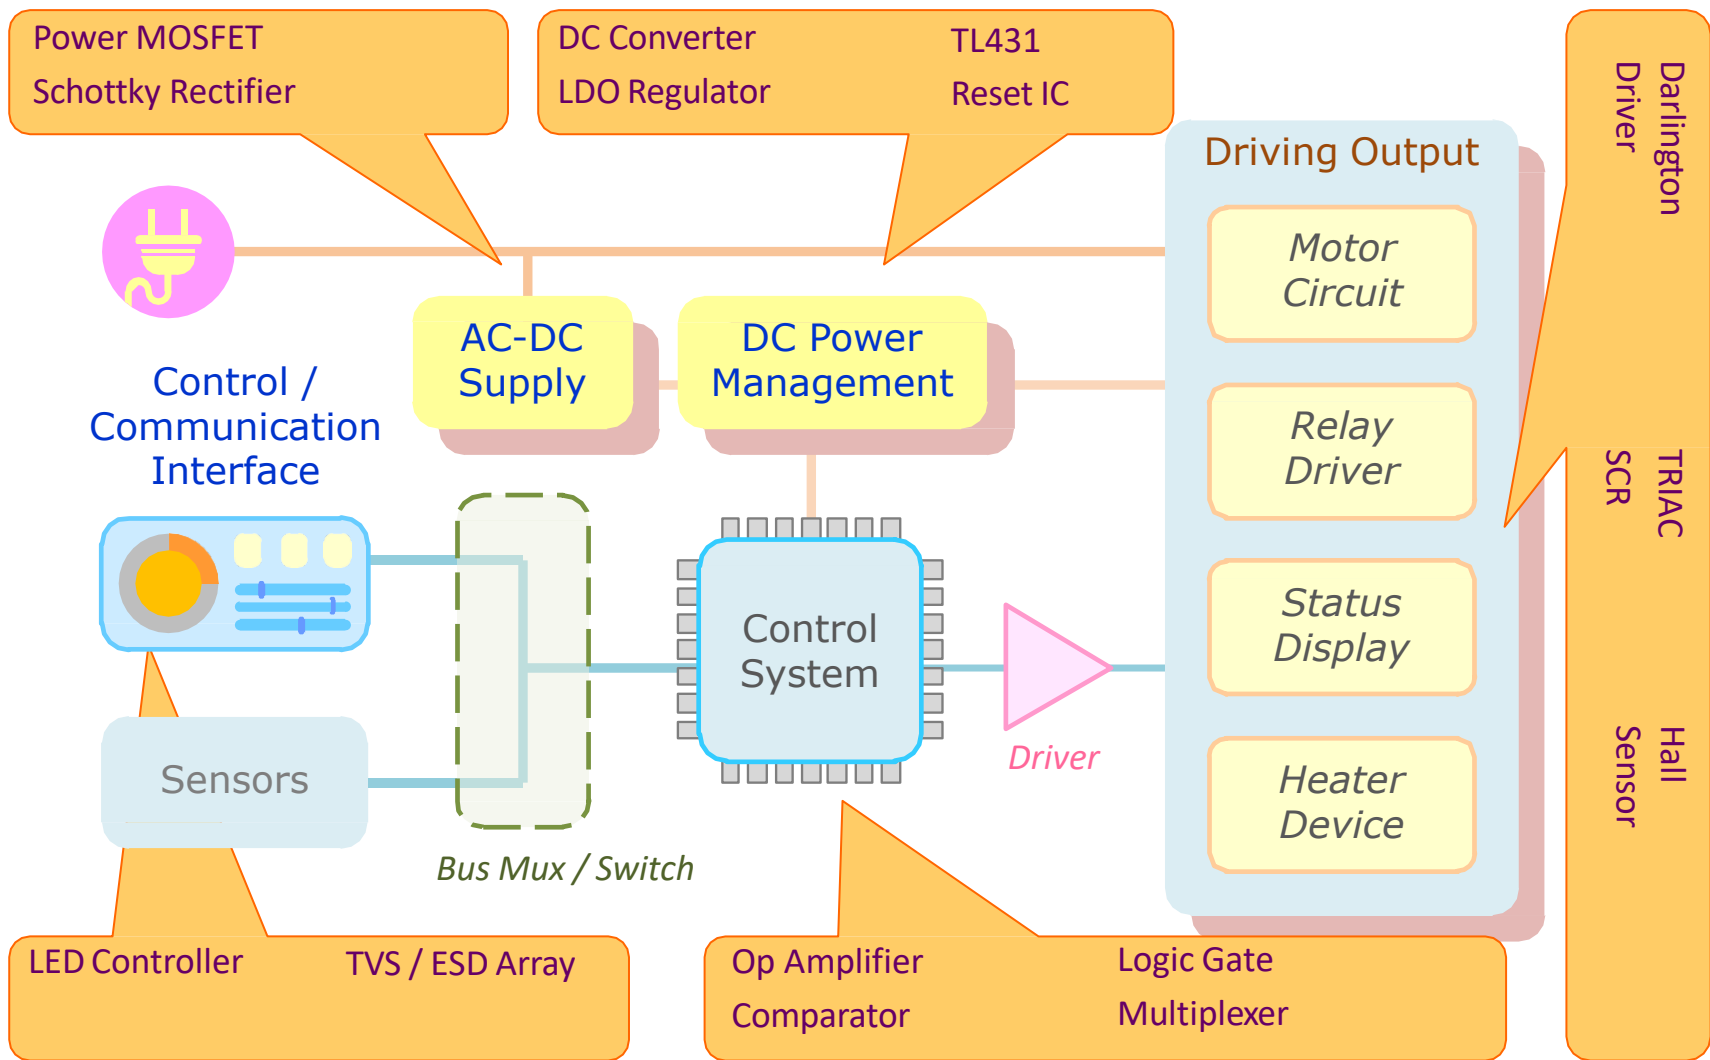 Power MOSFET
Schottky Rectifier
DC Converter
TL431
LDO Regulator
Reset IC
Darlington
Driver
TRIAC
SCR
Hall
Sensor
Driving Output
Motor
Circuit
Relay
Driver
Status
Display
Heater
Device
AC-DC
Supply
DC Power
Management
Control /
Communication
Interface
Control
System
Driver
Sensors
Bus Mux / Switch
LED Controller
TVS / ESD Array
Op Amplifier
Logic Gate
Comparator
Multiplexer